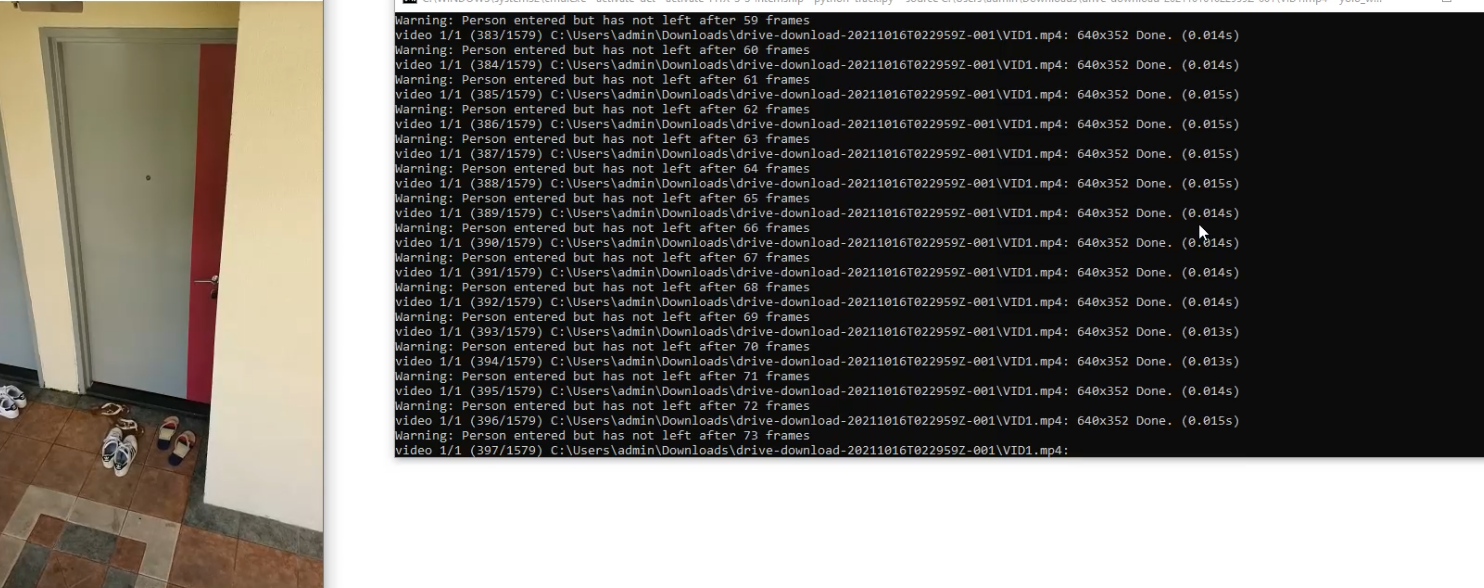 Warning: Person entered but has not left after 59 frames
video 1/1 (383/1579) C:\Users\admin\Downloads\drive-download-20211016T022959Z-001\VID1.mp4: 640x352 Done. (0.014s)
Warning: Person entered but has not left after 60 frames
video 1/1 (384/1579) C:\Users\admin\Downloads\drive-download-20211016T022959Z-001\VID1.mp4: 640x352 Done. (0.014s)
Warning: Person entered but has not left after 61 frames
video 1/1 (385/1579) C:\Users\admin\Downloads\drive-download-20211016T022959Z-001\VID1.mp4: 640x352 Done. (0.015s)
Warning: Person entered but has not left after 62 frames
video 1/1 (386/1579) C:\Users\admin\Downloads\drive-download-20211016T022959Z-001\VID1.mp4: 640x352 Done. (0.015s)
Warning: Person entered but has not left after 63 frames
video 1/1 (387/1579) C:\Users\admin\Downloads\drive-download-20211016T022959Z-001\VID1.mp4: 640x352 Done. (0.015s)
Warning: Person entered but has not left after 64 frames
video 1/1 (388/1579) C:\Users\admin\Downloads\drive-download-20211016T022959Z-001\VID1.mp4: 640x352 Done. (0.015s)
Warning: Person entered but has not left after 65 frames
video 1/1 (389/1579) C:\Users\admin\Downloads\drive-download-20211016T022959Z-001\VID1.mp4: 640x352 Done. (0.014s)
Warning: Person entered but has not left after 66 frames
video 1/1 (390/1579) C:\Users\admin\Downloads\drive-download-20211016T022959Z-001\VID1.mp4: 640x352 Done. (0.014s)
Warning: Person entered but has not left after 67 frames
video 1/1 (391/1579) C:\Users\admin\Downloads\drive-download-20211016T022959Z-001\VID1.mp4: 640x352 Done. (0.014s)
Warning: Person entered but has not left after 68 frames
video 1/1 (392/1579) C:\Users\admin\Downloads\drive-download-20211016T022959Z-001\VID1.mp4: 640x352 Done. (0.014s)
Warning: Person entered but has not left after 69 frames
video 1/1 (393/1579) C:\Users\admin\Downloads\drive-download-20211016T022959Z-001\VID1.mp4: 640x352 Done. (0.013s)
Warning: Person entered but has not left after 70 frames
video 1/1 (394/1579) C:\Users\admin\Downloads\drive-download-20211016T022959Z-001\VID1.mp4: 640x352 Done. (0.013s)
Warning: Person entered but has not left after 71 frames
video 1/1 (395/1579) C:\Users\admin\Downloads\drive-download-20211016T022959Z-001\VID1.mp4: 640x352 Done. (0.014s)
Warning: Person entered but has not left after 72 frames
video 1/1 (396/1579) C:\Users\admin\Downloads\drive-download-20211016T022959Z-001\VID1.mp4: 640x352 Done. (0.015s)
Warning: Person entered but has not left after 73 frames
video 1/1 (397/1579) C:\Users\admin\Downloads\drive-download-20211016T022959Z-001\VID1.mp4: